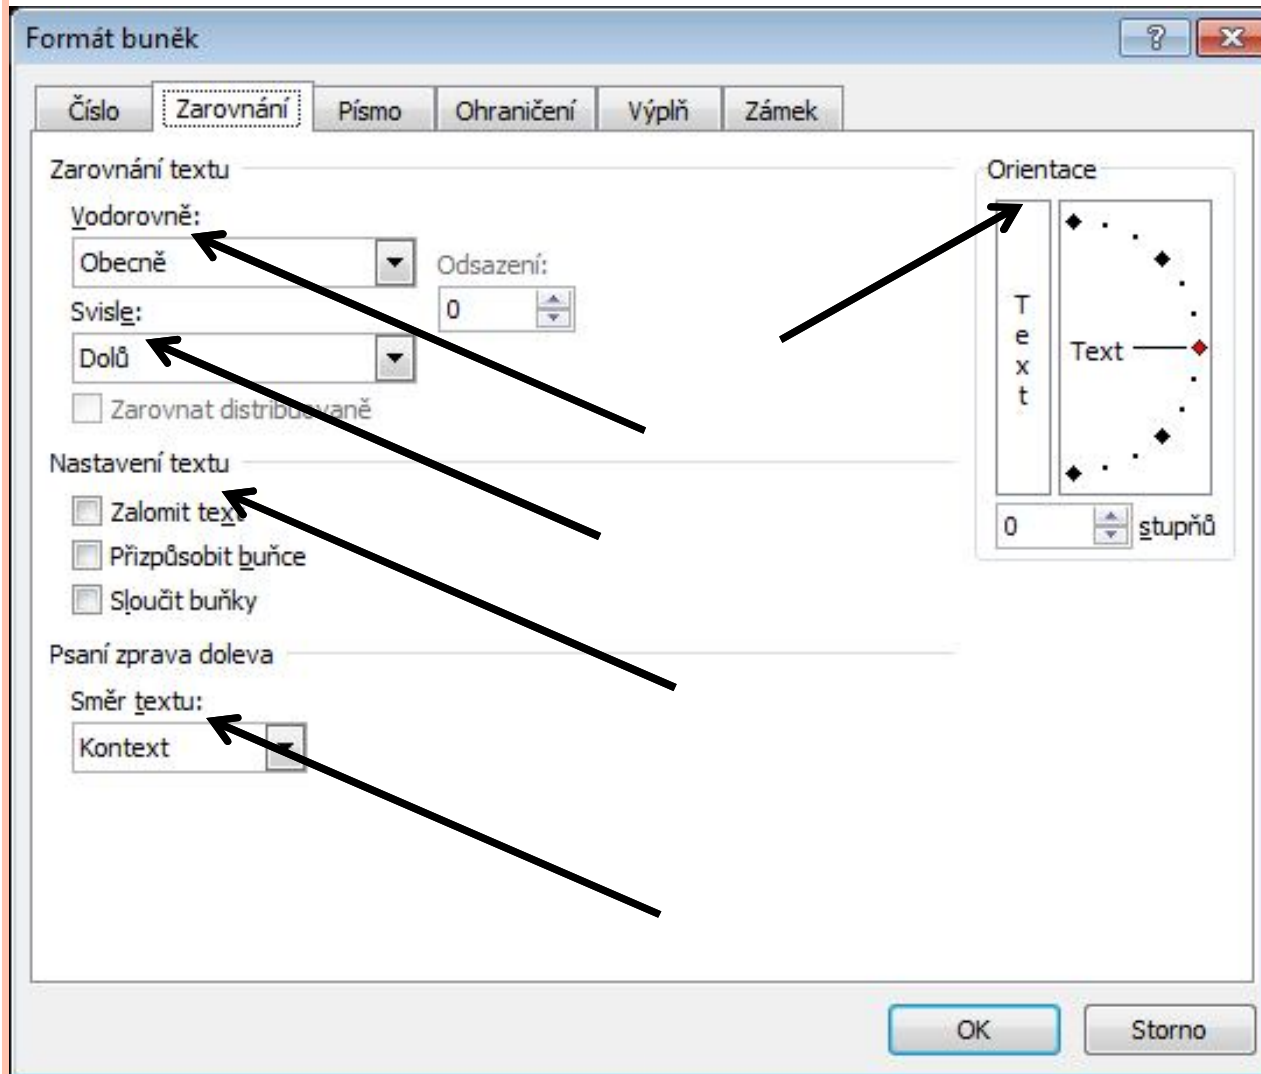 Formát buněk
Číslo Zarovnání Písmo Ohraničení Výplň Zámek
Zarovnání textu
Vodorovně:
Obecně
Odsazení:
0
Svisle:
Dolů
Zarovnat distribuovaně
Nastavení textu
Zalomit text
Přizpůsobit buňce
Sloučit buňky
Psaní zprava doleva
Směr textu:
Kontext
Orientace
T
e
x
t
Text
0 stupňů
OK Storno